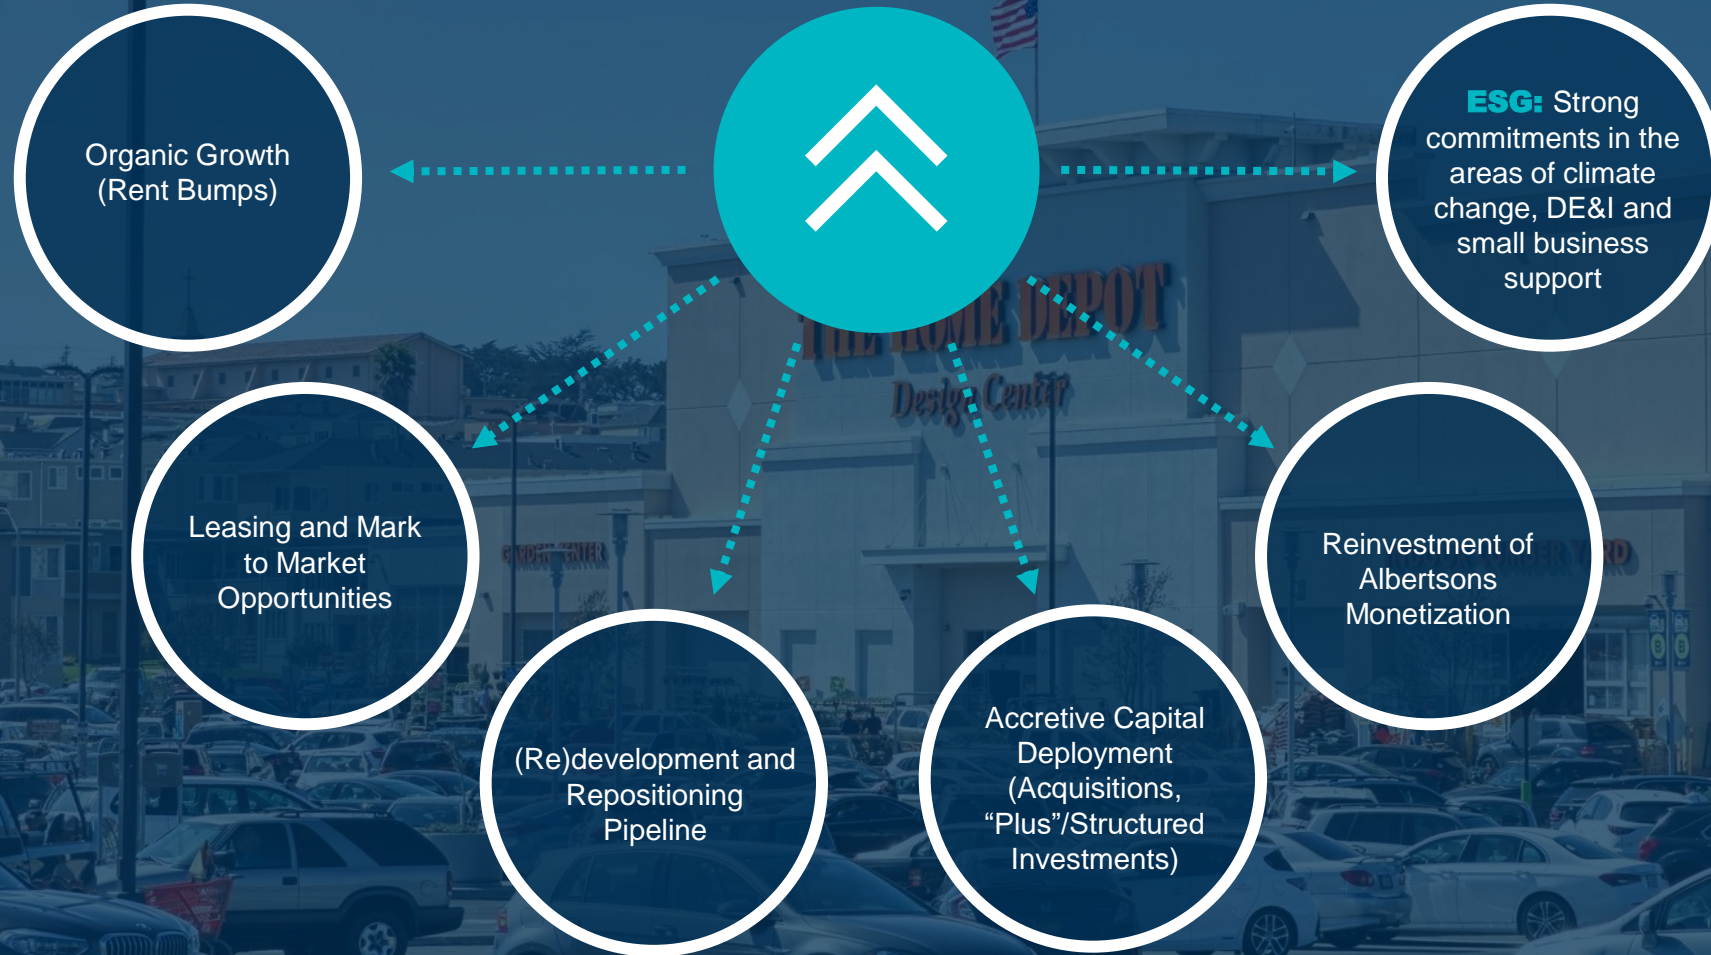 Organic Growth
(Rent Bumps)
ESG: Strong
commitments in the
areas of climate
change, DE&I and
small business
support
THE HOME DEPOT
Design Center
Leasing and Mark
to Market
Opportunities
GARDEN CENTER
Reinvestment of
Albertsons
Monetization
(Re)development and
Repositioning
Pipeline
Accretive Capital
Deployment
(Acquisitions,
“Plus”/Structured
Investments)